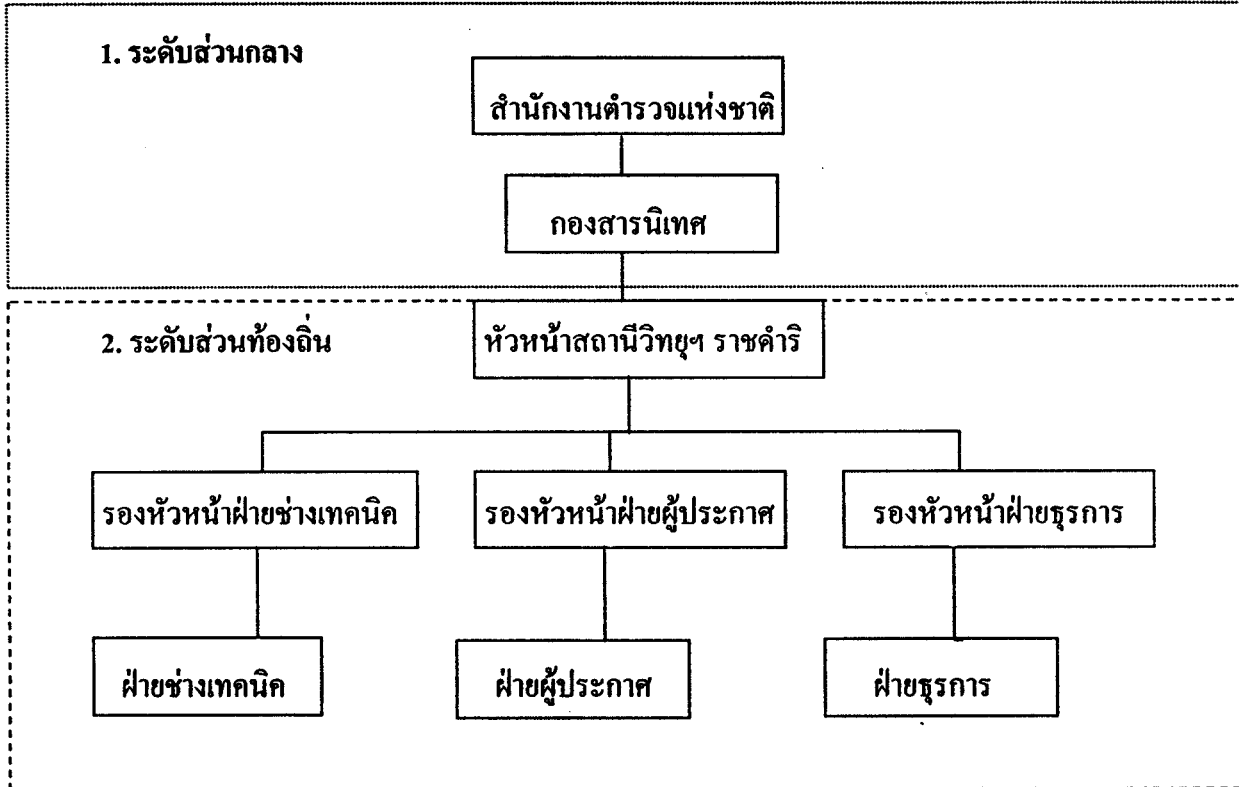 1. ระดับส่วนกลาง
สำนักงานตำรวจแห่งชาติ
กองสารนิเทศ
2. ระดับส่วนท้องถิ่น
หัวหน้าสถานีวิทยุฯ ราชดำริ
รองหัวหน้าฝ่ายช่างเทคนิค
รองหัวหน้าฝ่ายผู้ประกาศ
รองหัวหน้าฝ่ายธุรการ
ฝ่ายช่างเทคนิค
ฝ่ายผู้ประกาศ
ฝ่ายธุรการ